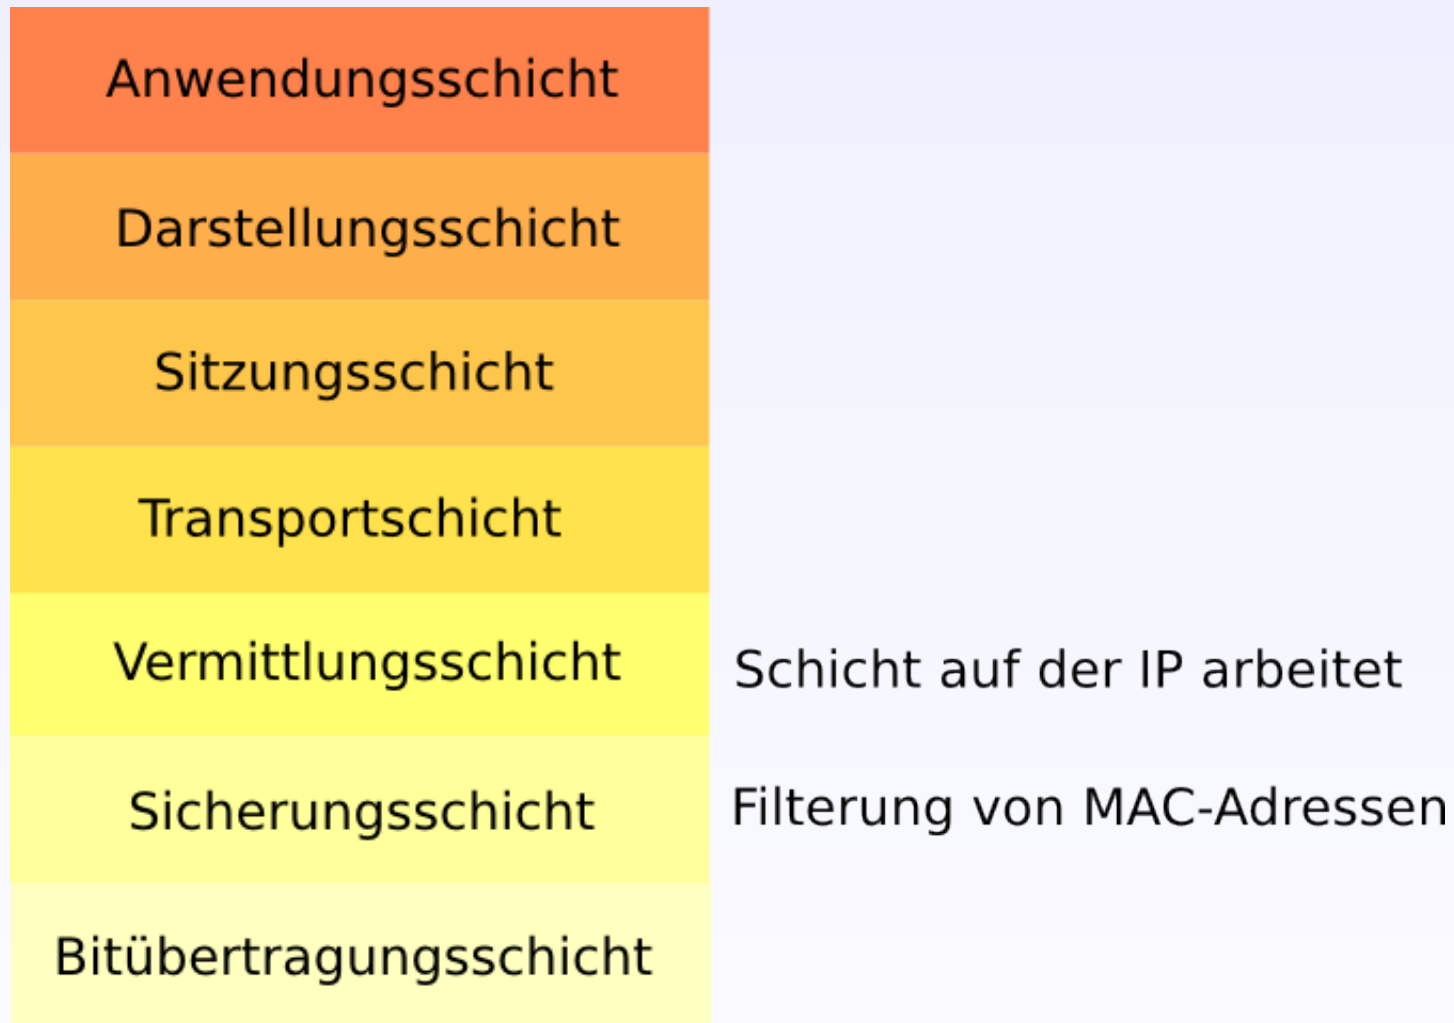 Anwendungsschicht
Darstellungsschicht
Sitzungsschicht
Transportschicht
Vermittlungsschicht
Schicht auf der IP arbeitet
Sicherungsschicht
Filterung von MAC-Adressen
Bitübertragungsschicht